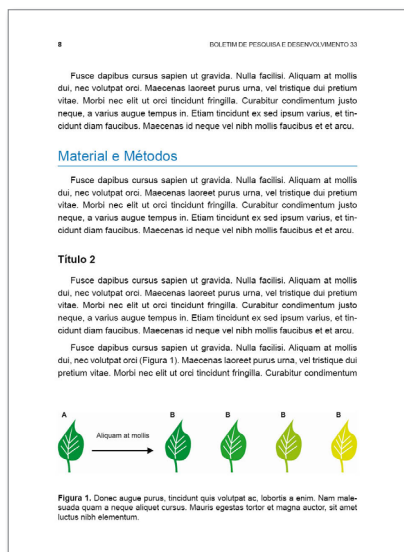 8 BOLETIM DE PESQUISA E DESENVOLVIMENTO 33
Fusce dapibus cursus sapien ut gravida. Nulla facilisi. Aliquam at mollis
dui, nec volutpat orci. Maecenas laoreet purus urna, vel tristique dui pretium
vitae. Morbi nec elit ut orci tincidunt fringilla. Curabitur condimentum justo
neque, a varius augue tempus in. Etiam tincidunt ex sed ipsum varius, et tin-
cidunt diam faucibus. Maecenas id neque vel nibh mollis faucibus et et arcu.
Material e Métodos
Fusce dapibus cursus sapien ut gravida. Nulla facilisi. Aliquam at mollis
dui, nec volutpat orci. Maecenas laoreet purus urna, vel tristique dui pretium
vitae. Morbi nec elit ut orci tincidunt fringilla. Curabitur condimentum justo
neque, a varius augue tempus in. Etiam tincidunt ex sed ipsum varius, et tin-
cidunt diam faucibus. Maecenas id neque vel nibh mollis faucibus et et arcu.
Título 2
Fusce dapibus cursus sapien ut gravida. Nulla facilisi. Aliquam at mollis
dui, nec volutpat orci. Maecenas laoreet purus urna, vel tristique dui pretium
vitae. Morbi nec elit ut orci tincidunt fringilla. Curabitur condimentum justo
neque, a varius augue tempus in. Etiam tincidunt ex sed ipsum varius, et tin-
cidunt diam faucibus. Maecenas id neque vel nibh mollis faucibus et et arcu.
Fusce dapibus cursus sapien ut gravida. Nulla facilisi. Aliquam at mollis
dui, nec volutpat orci (Figura 1). Maecenas laoreet purus urna, vel tristique dui
pretium vitae. Morbi nec elit ut orci tincidunt fringilla. Curabitur condimentum
A B B B B
Aliquam at mollis
Figura 1. Donec augue purus, tincidunt quis volutpat ac, lobortis a enim. Nam male-
suada quam a neque aliquet cursus. Mauris egestas tortor et magna auctor, sit amet
luctus nibh elementum.